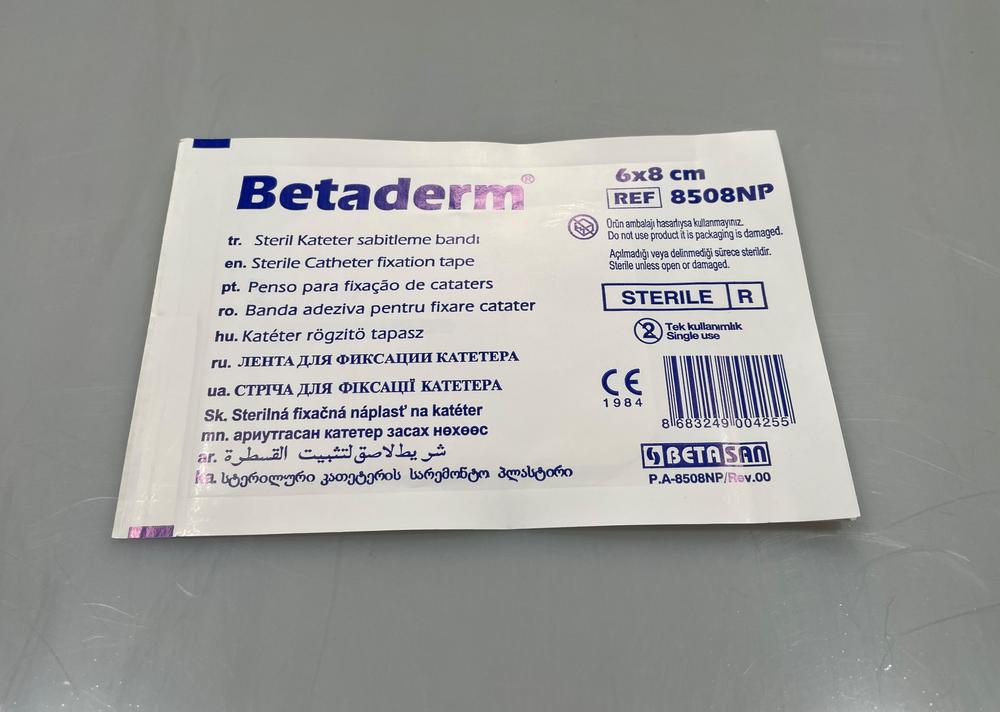 Betaderm®
tr. Steril Kateter sabitleme bandı
en. Sterile Catheter fixation tape
pt. Penso para fixação de cataters
ro. Banda adeziva pentru fixare catater
hu. Katéter rögzitö tapasz
ru. ЛЕНТА ДЛЯ ФИКСАЦИИ КАТЕТЕРА
ua. СТРІЧА ДЛЯ ФІКСАЦІЇ КАТЕТЕРА
Sk. Sterilná fixačná náplasť na katéter
mn. ариутгасан катетер засах нөхөөс
ar. شريط لاصق لتثبيت القسطرة
ka. სტერილური კათეტერის სარემონტო პლასტირი
6x8 cm
REF 8508NP
Ürün ambalajı hasarlıysa kullanmayınız.
Do not use product it is packaging is damaged.
Açılmadığı veya delinmediği sürece sterildir.
Sterile unless open or damaged.
STERILE R
2 Tek kullanımlık
Single use
CE
1984
8 683249 004255
BETASAN
P.A-8508NP/Rev.00